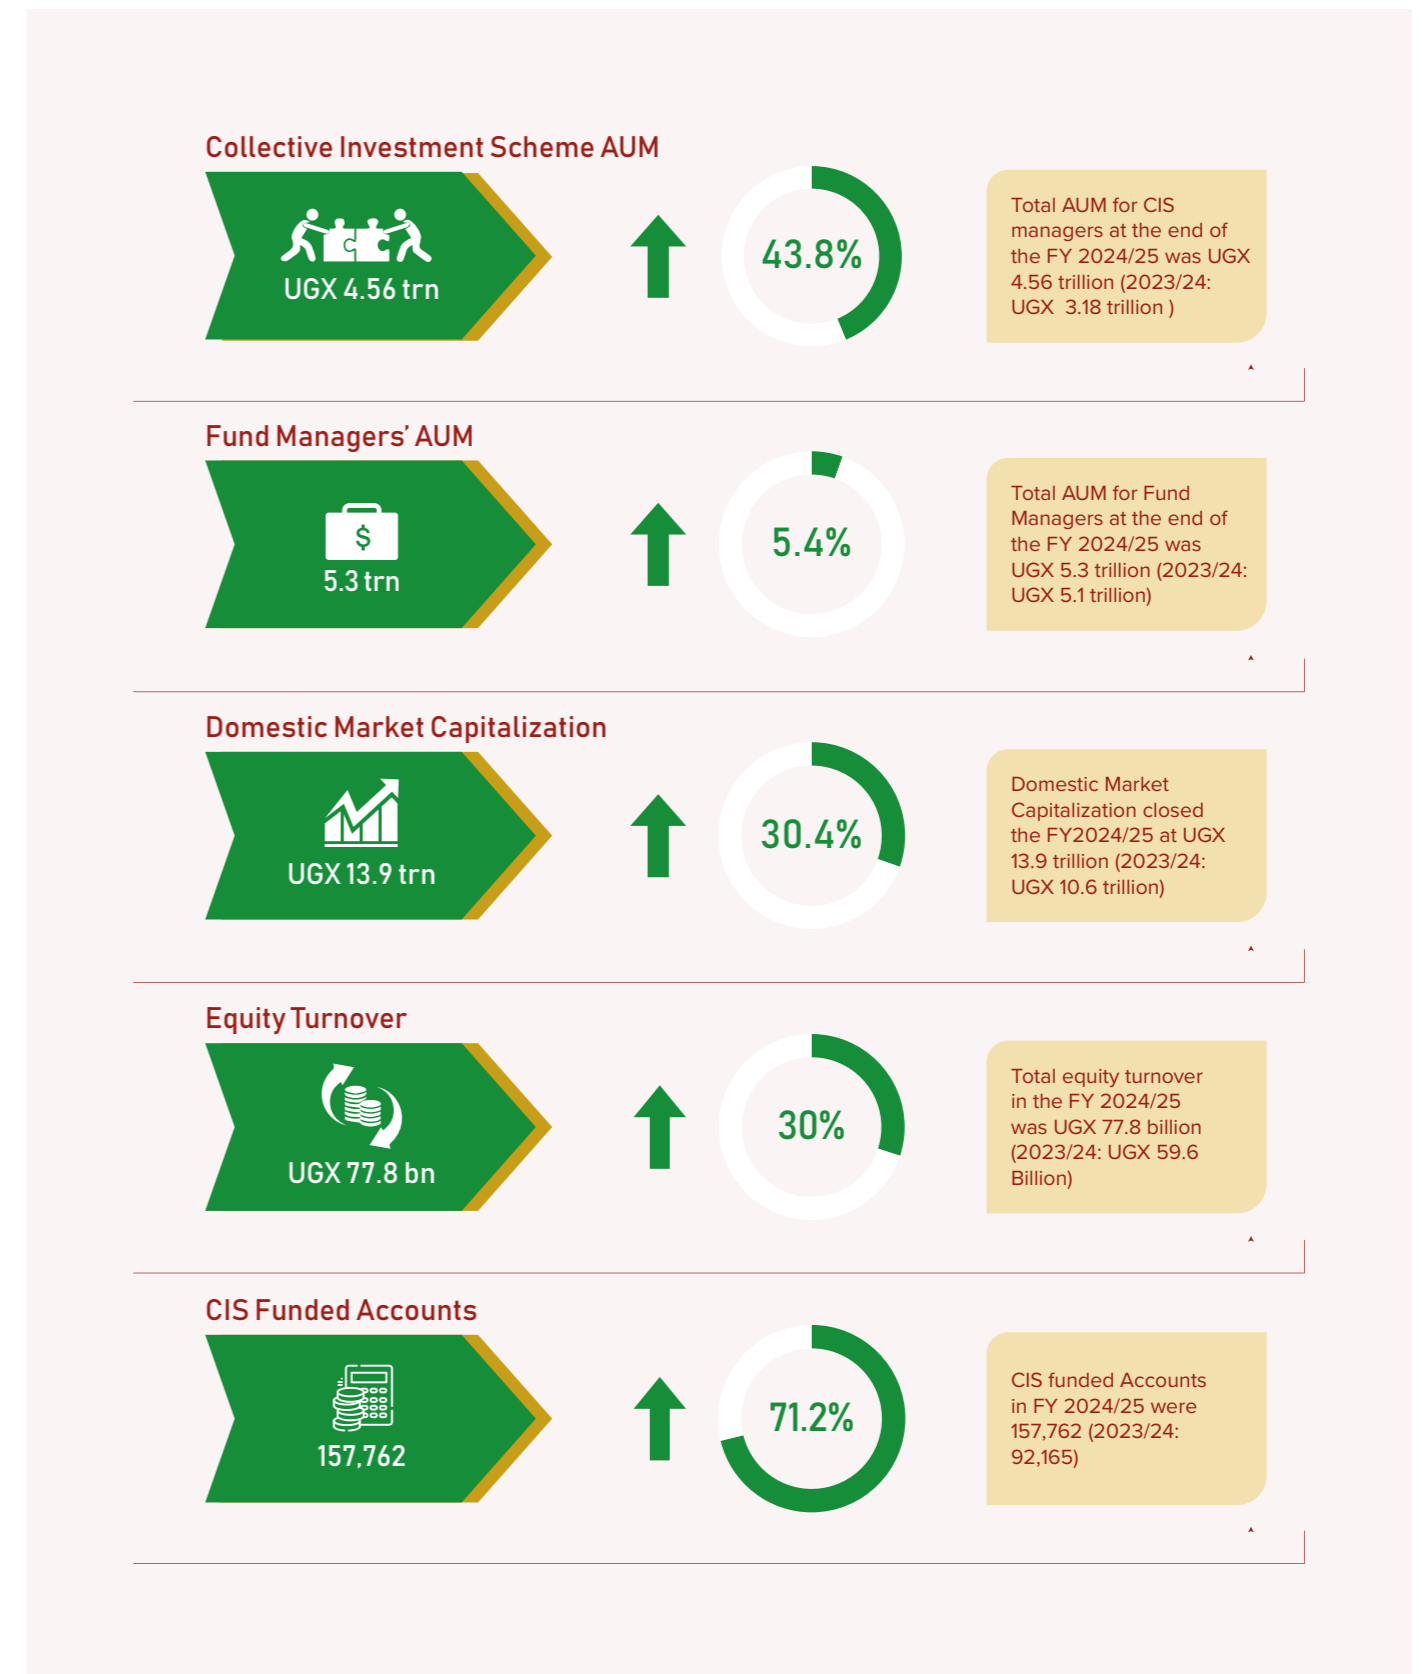 Collective Investment Scheme AUM
UGX 4.56 trn
43.8%
Total AUM for CIS
managers at the end of
the FY 2024/25 was UGX
4.56 trillion (2023/24:
UGX  3.18 trillion )
Fund Managers’ AUM
$
5.3 trn
5.4%
Total AUM for Fund
Managers at the end of
the FY 2024/25 was
UGX 5.3 trillion (2023/24:
UGX 5.1 trillion)
Domestic Market Capitalization
UGX 13.9 trn
30.4%
Domestic Market
Capitalization closed
the FY2024/25 at UGX
13.9 trillion (2023/24:
UGX 10.6 trillion)
Equity Turnover
UGX 77.8 bn
30%
Total equity turnover
in the FY 2024/25
was UGX 77.8 billion
(2023/24: UGX 59.6
Billion)
CIS Funded Accounts
157,762
71.2%
CIS funded Accounts
in FY 2024/25 were
157,762 (2023/24:
92,165)